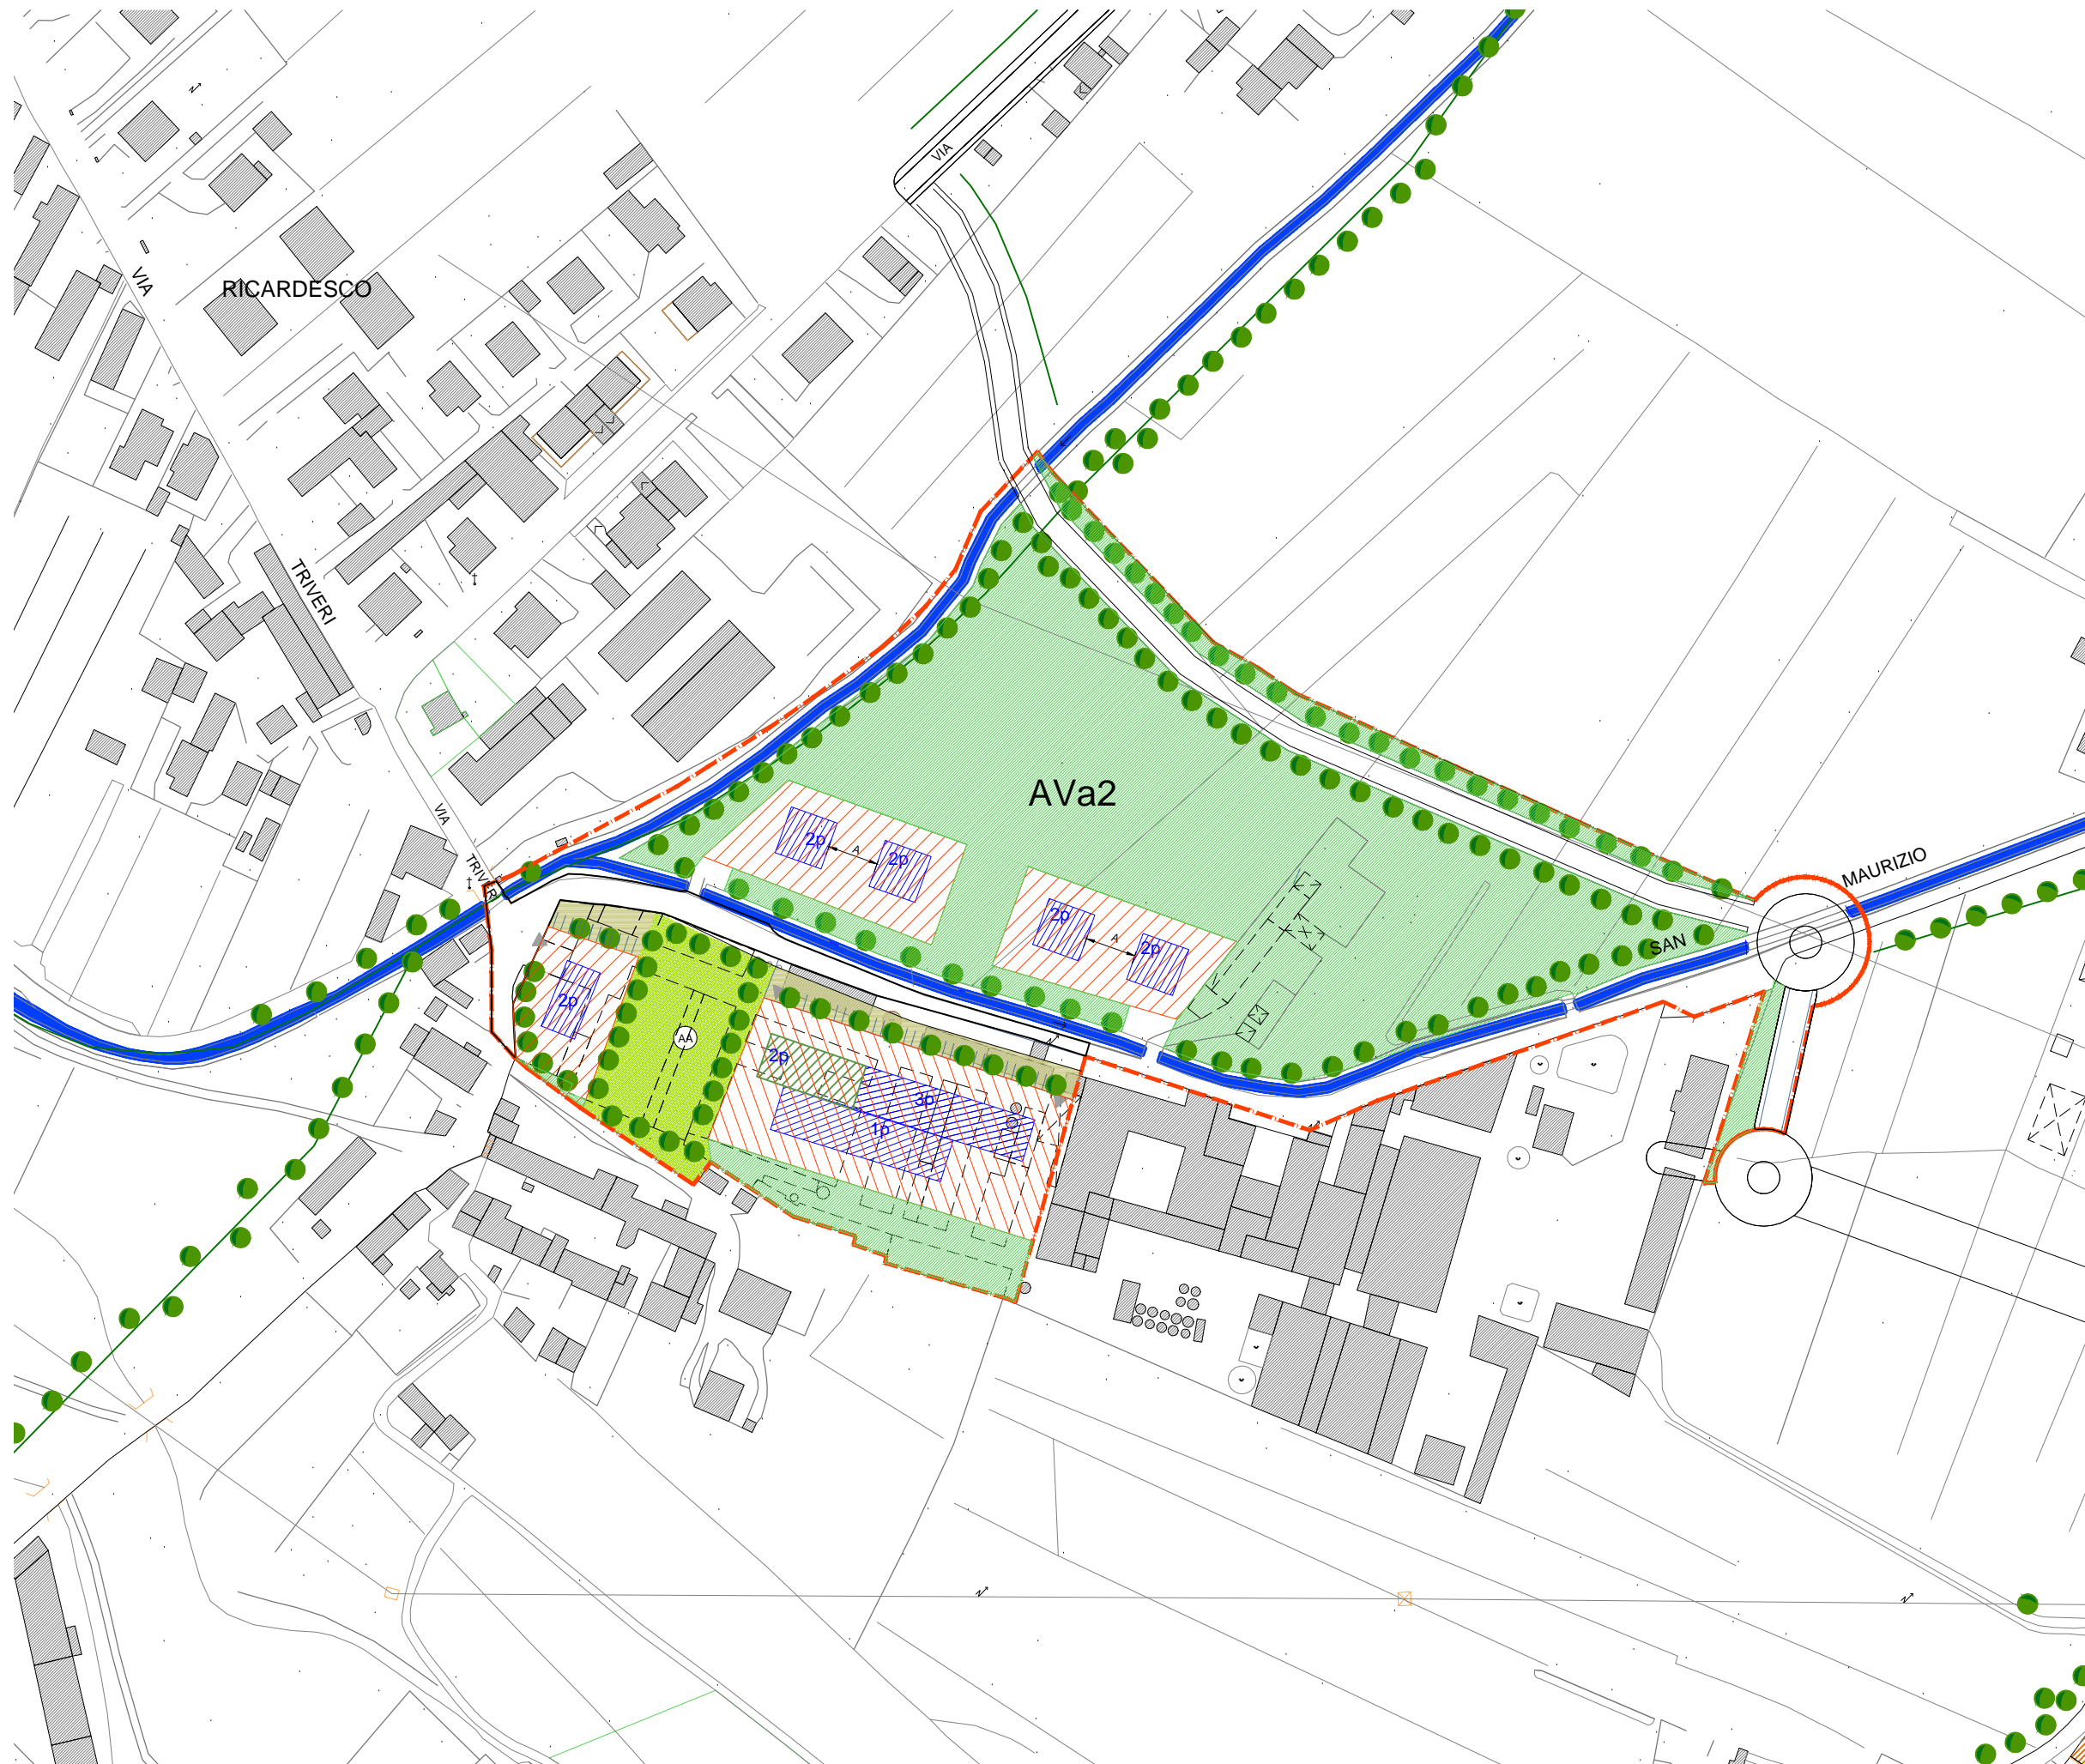 VIA
VIA
RICARDESCO
TRIVERI
AVa2
VIA
2p
A
2p
MAURIZIO
TRIVERI
2p
A
2p
SAN
2p
AA
2p
3p
1p